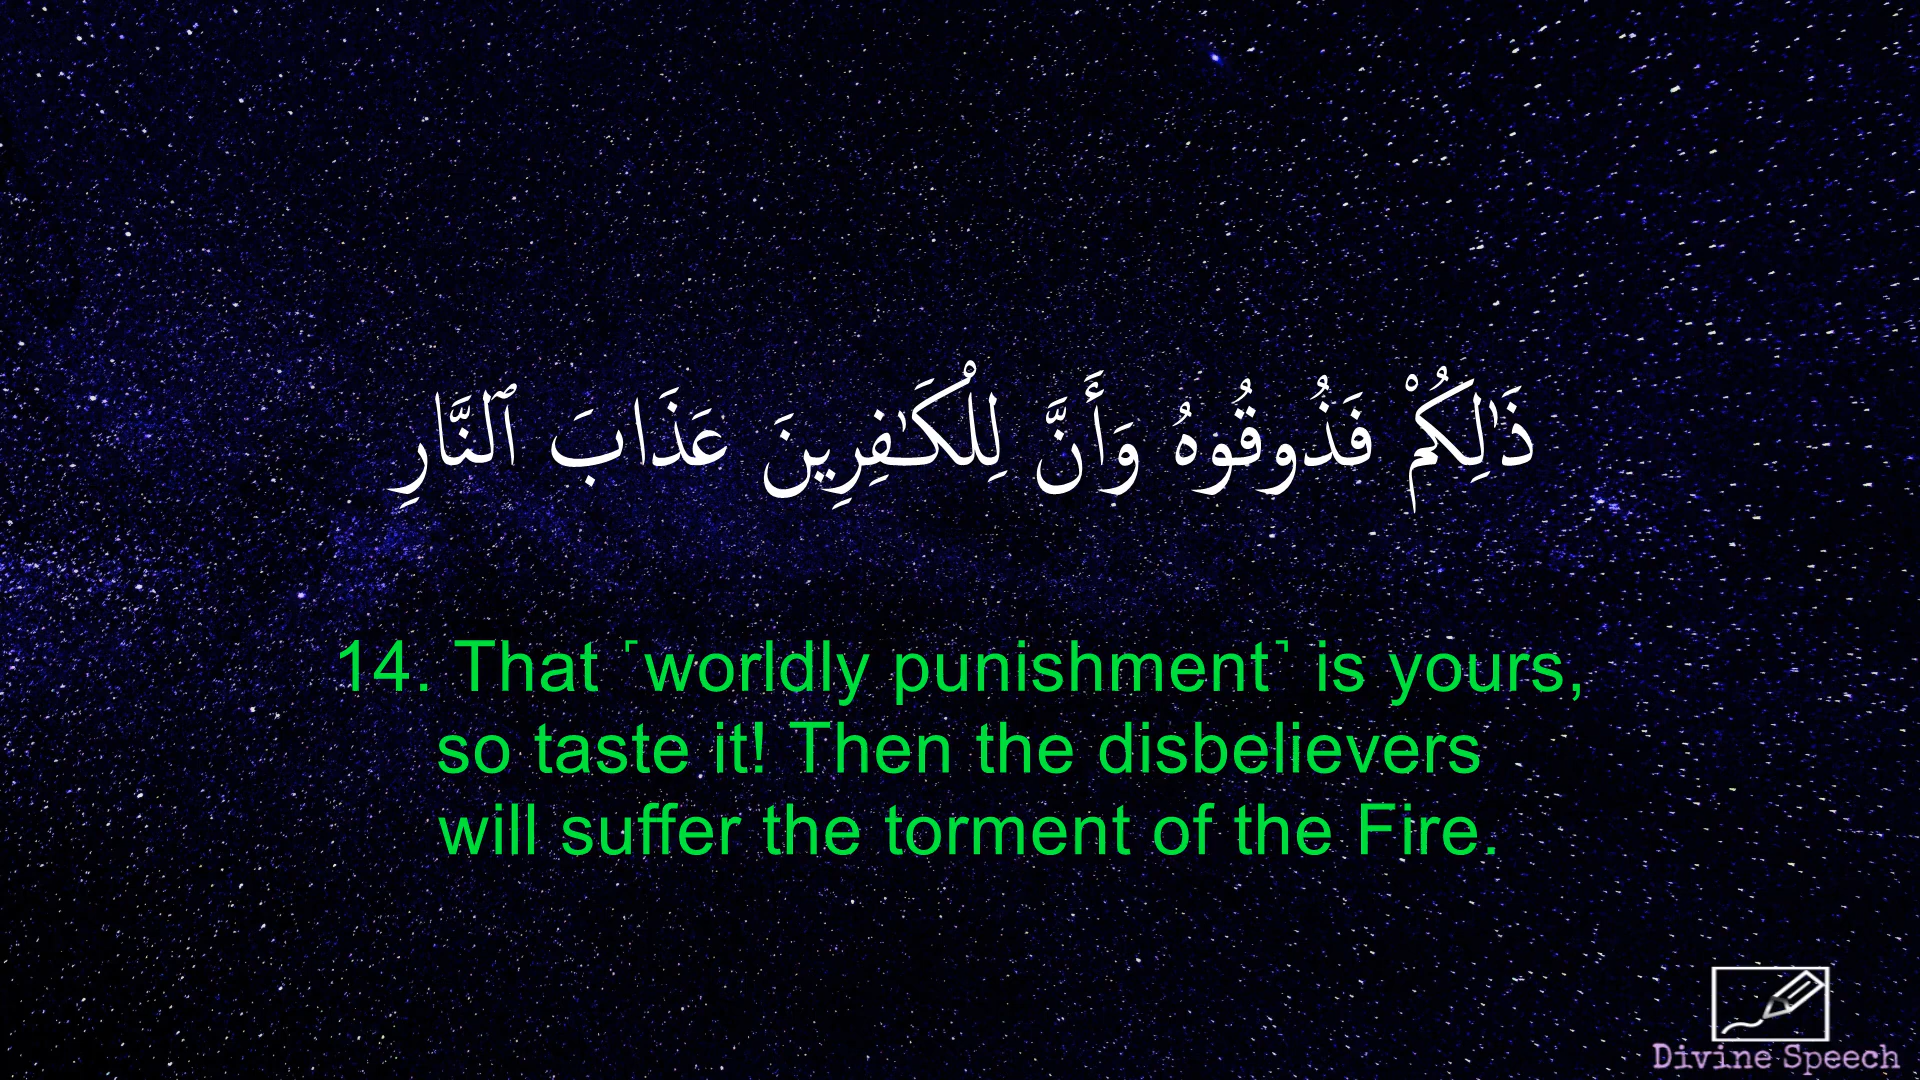 ذَٰلِكُمْ فَذُوقُوهُ وَأَنَّ لِلْكَـٰفِرِينَ عَذَابَ ٱلنَّارِ
14. That ˹worldly punishment˺ is yours,
so taste it! Then the disbelievers
will suffer the torment of the Fire.
Divine Speech